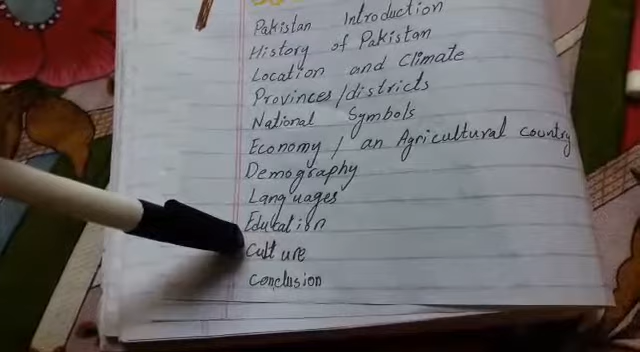 Pakistan Introduction
History of Pakistan
Location and Climate
Provinces/districts
National Symbols
Economy / an Agricultural country
Demography
Languages
Education
Culture
Conclusion